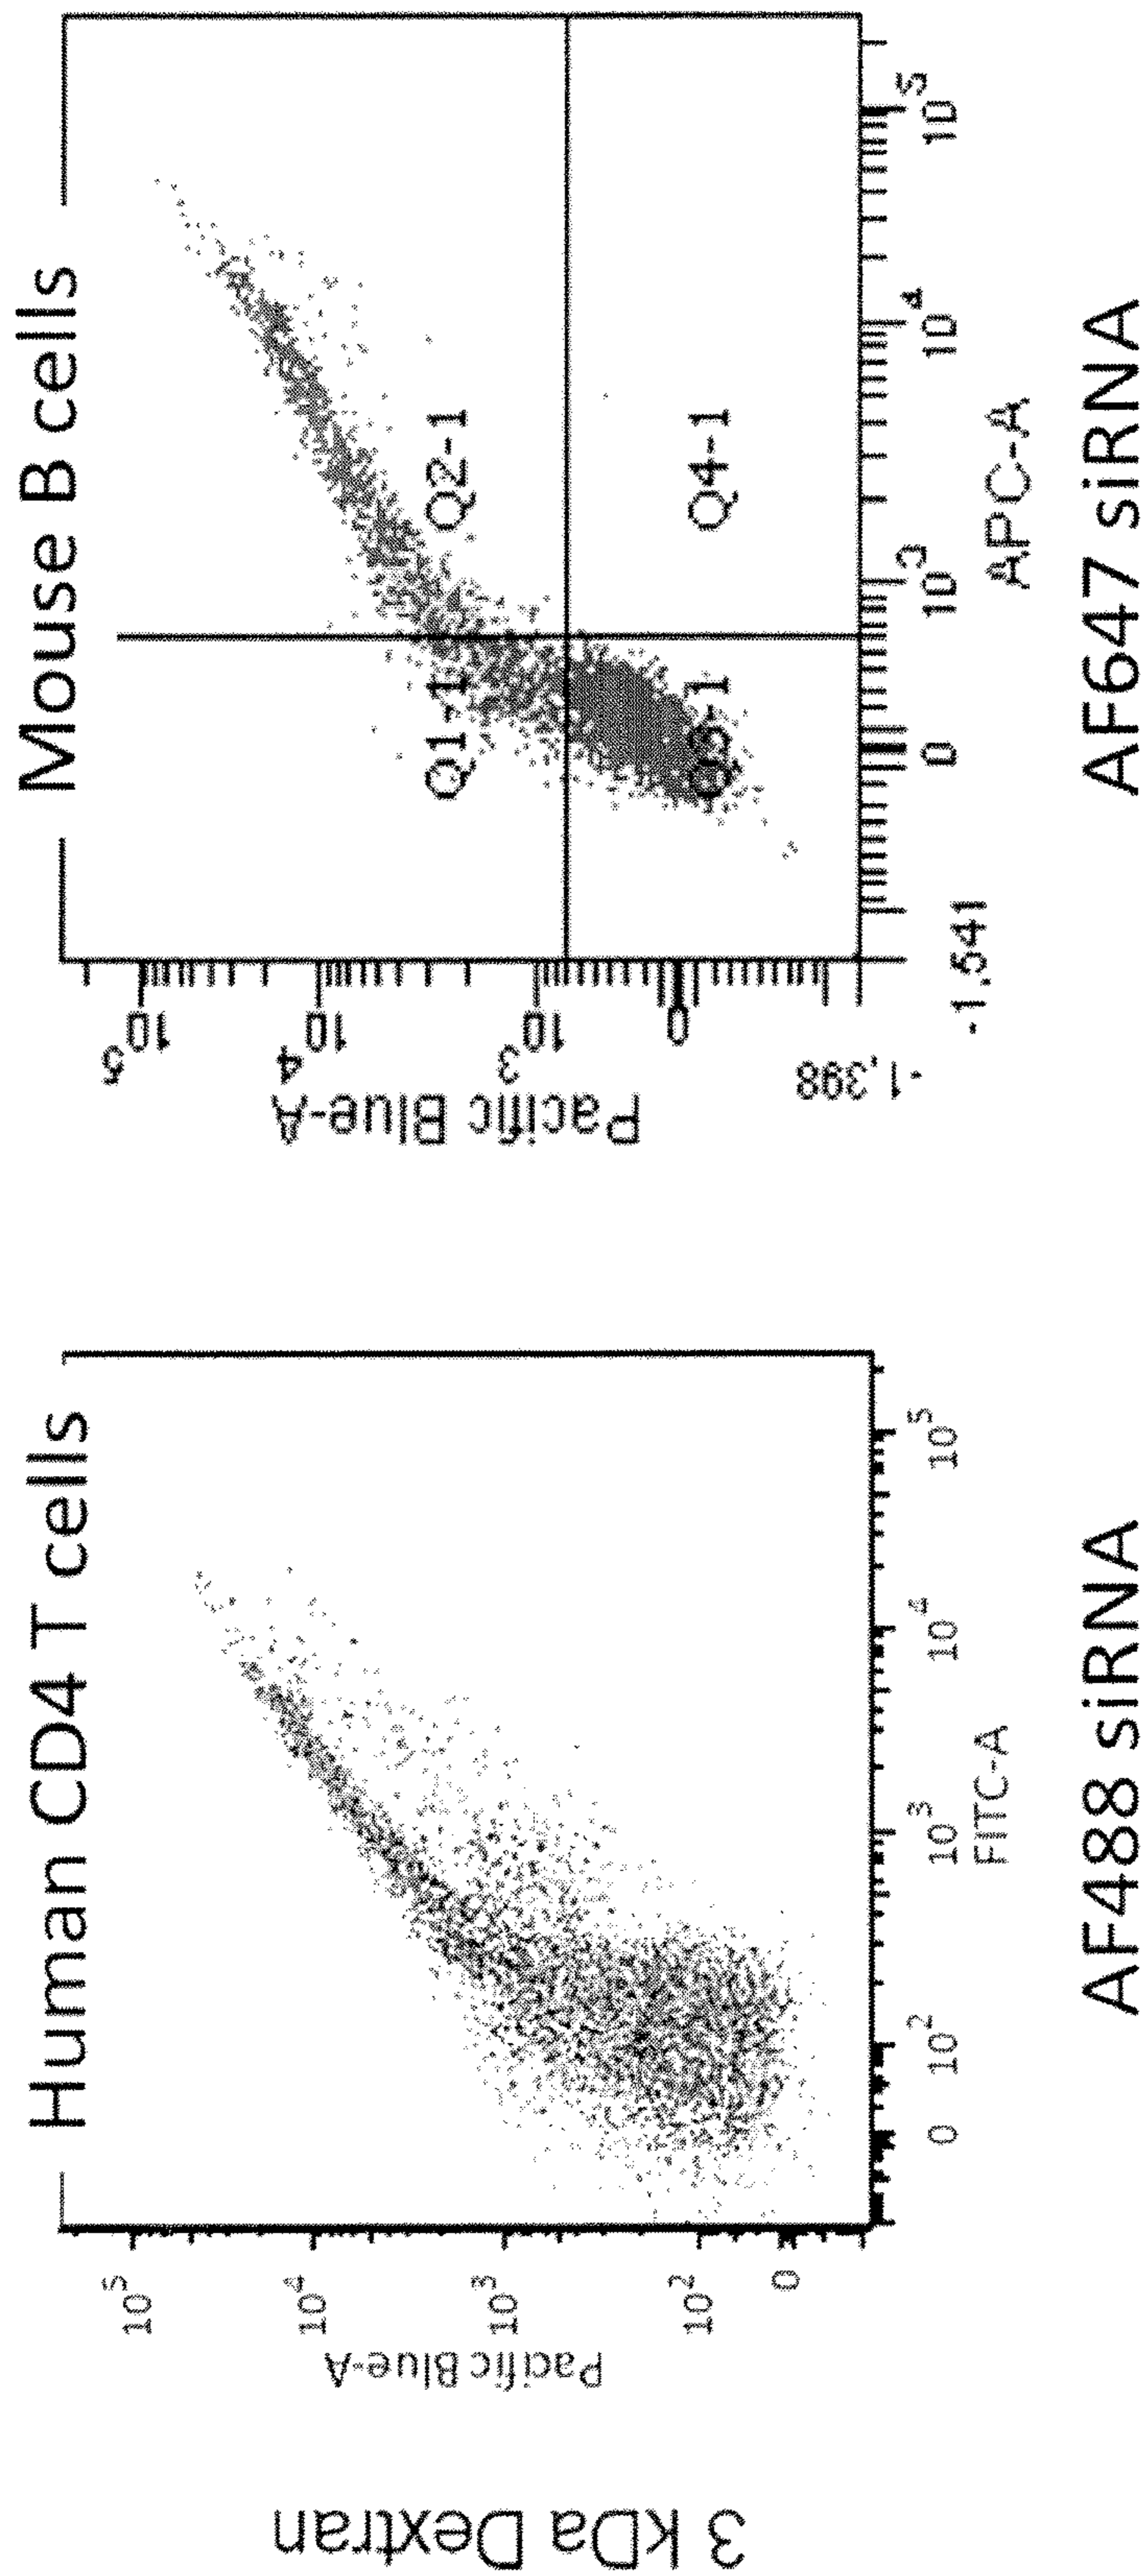 Human CD4 T cells
3 kDa Dextran
Pacific Blue-A
10^5
10^4
10^3
10^2
0
0 10^2 10^3 10^4 10^5
FITC-A
AF488 siRNA
Mouse B cells
Pacific Blue-A
10^5
10^4
10^3
0
-1,398
Q1-1 Q2-1
Q3-1 Q4-1
-1,541 0 10^3 10^4 10^5
APC-A
AF647 siRNA